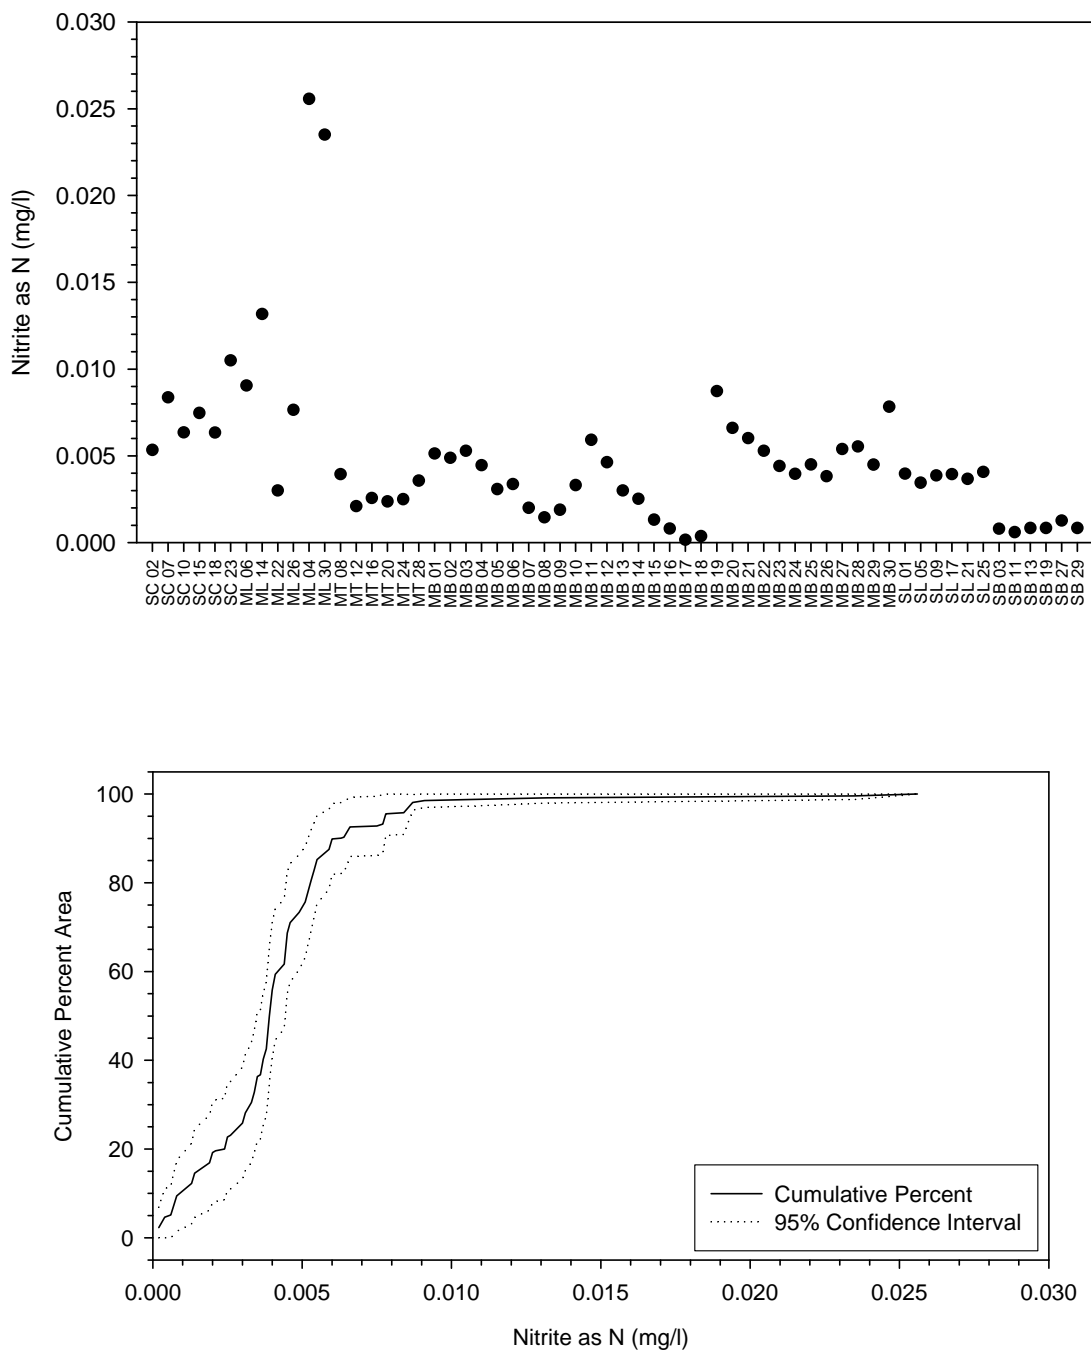 0.030
0.025
0.020
0.015
0.010
0.005
0.000
Nitrite as N (mg/l)
SC 02
SC 07
SC 10
SC 15
SC 18
SC 23
ML 06
ML 14
ML 22
ML 26
ML 04
ML 30
MT 08
MT 12
MT 16
MT 20
MT 24
MT 28
MB 01
MB 02
MB 03
MB 04
MB 05
MB 06
MB 07
MB 08
MB 09
MB 10
MB 11
MB 12
MB 13
MB 14
MB 15
MB 16
MB 17
MB 18
MB 19
MB 20
MB 21
MB 22
MB 23
MB 24
MB 25
MB 26
MB 27
MB 28
MB 29
MB 30
SL 01
SL 05
SL 09
SL 17
SL 21
SL 25
SB 03
SB 11
SB 13
SB 19
SB 27
SB 29
100
80
60
40
20
0
Cumulative Percent Area
Cumulative Percent
95% Confidence Interval
0.000 0.005 0.010 0.015 0.020 0.025 0.030
Nitrite as N (mg/l)